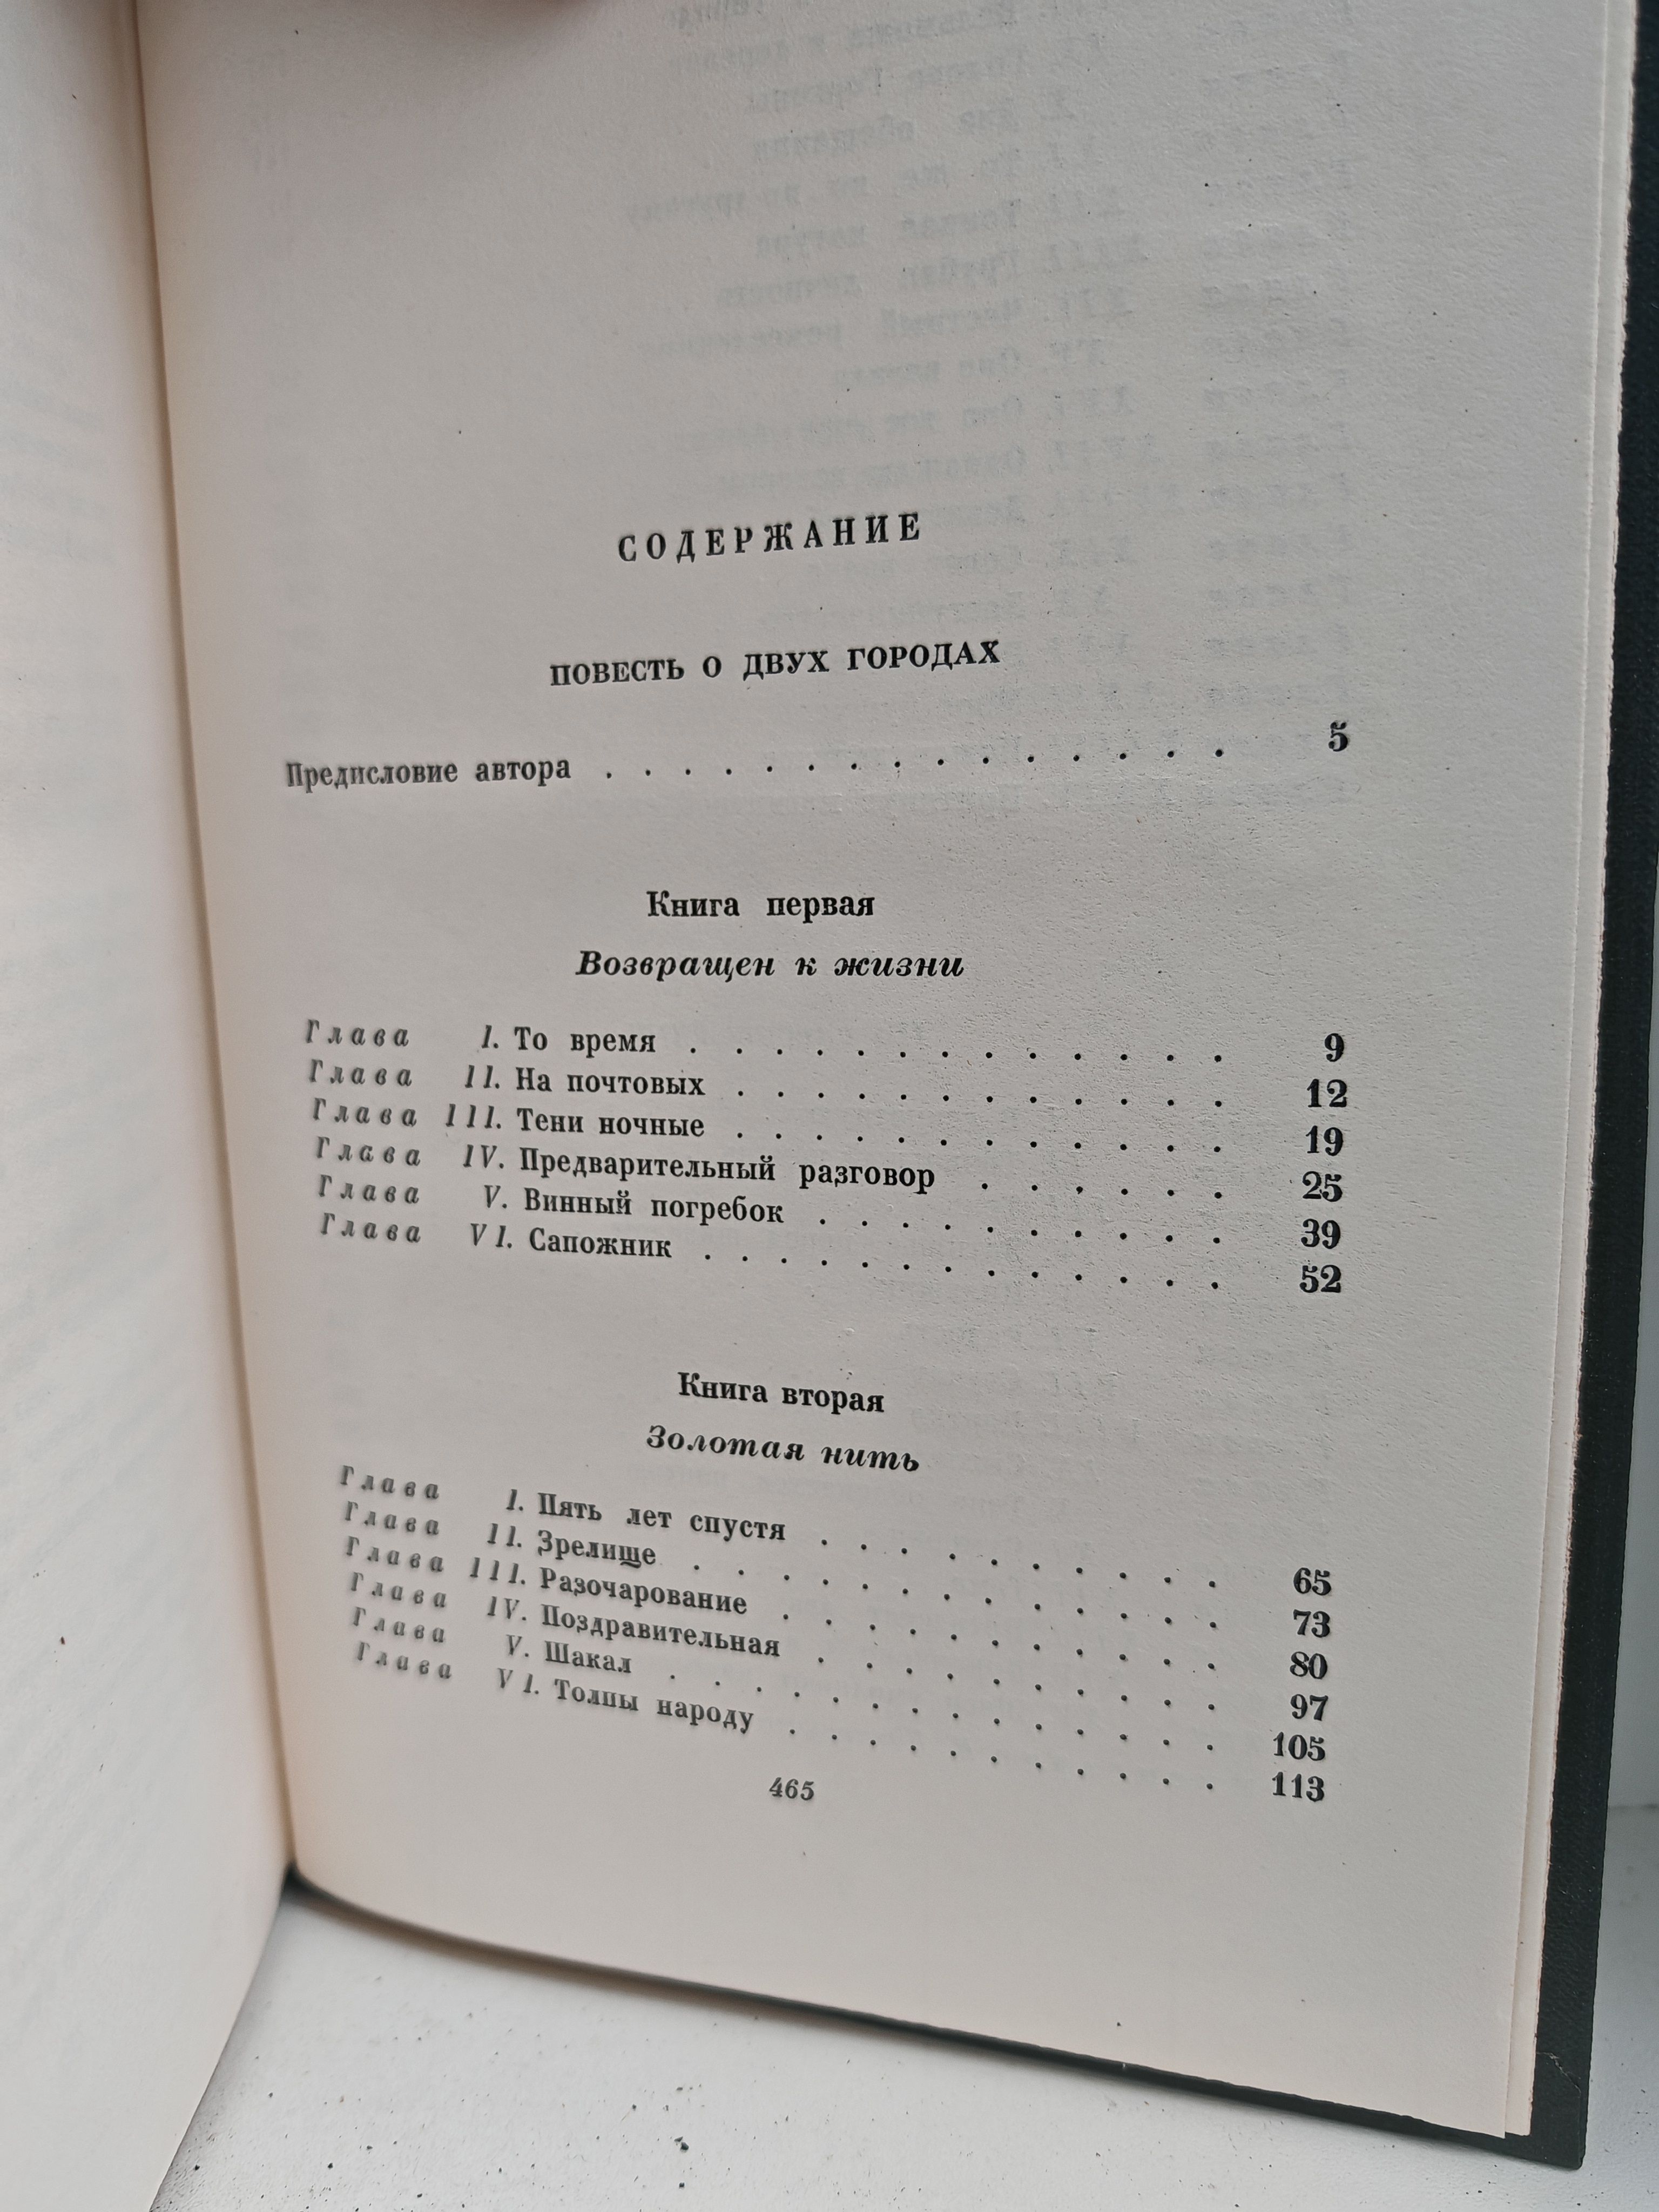 СОДЕРЖАНИЕ
ПОВЕСТЬ О ДВУХ ГОРОДАХ
Предисловие автора . . . . . . . . . . . . . . . 5
Книга первая
Возвращен к жизни
Глава I. То время . . . . . . . . . . . . . 9
Глава II. На почтовых . . . . . . . . . . . . 12
Глава III. Тени ночные . . . . . . . . . . . . 19
Глава IV. Предварительный разговор . . . . . . 25
Глава V. Винный погребок . . . . . . . . . . 39
Глава VI. Сапожник . . . . . . . . . . . . . 52
Книга вторая
Золотая нить
Глава I. Пять лет спустя . . . . . . . . . . 65
Глава II. Зрелище . . . . . . . . . . . . . 73
Глава III. Разочарование . . . . . . . . . . . 80
Глава IV. Поздравительная . . . . . . . . . . 97
Глава V. Шакал . . . . . . . . . . . . . 105
Глава VI. Толпы народу . . . . . . . . . . . 113
465